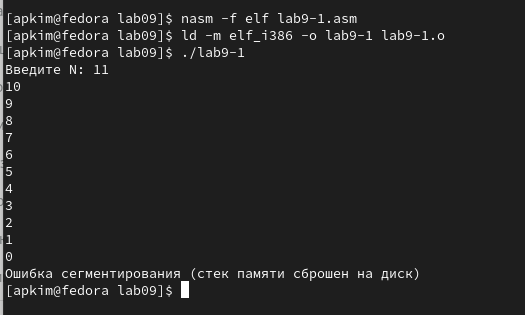 [apkim@fedora lab09]$ nasm -f elf lab9-1.asm
[apkim@fedora lab09]$ ld -m elf_i386 -o lab9-1 lab9-1.o
[apkim@fedora lab09]$ ./lab9-1
Введите N: 11
10
9
8
7
6
5
4
3
2
1
0
Ошибка сегментирования (стек памяти сброшен на диск)
[apkim@fedora lab09]$